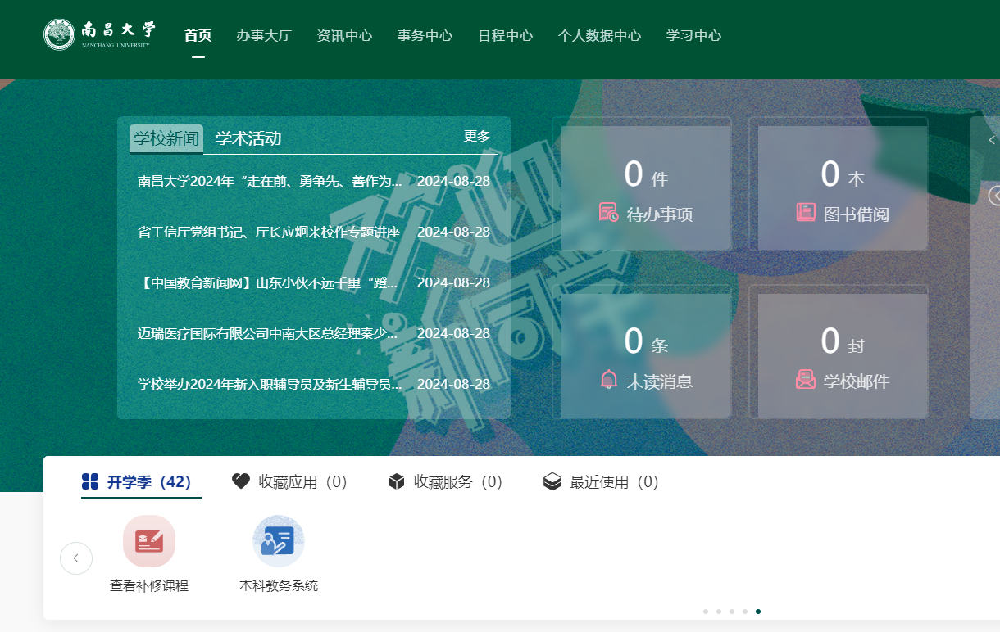 南昌大学
NANCHANG UNIVERSITY
首页 办事大厅 资讯中心 事务中心 日程中心 个人数据中心 学习中心
学校新闻 学术活动 更多
南昌大学2024年“走在前、勇争先、善作为... 2024-08-28
省工信厅党组书记、厅长应炯来校作专题讲座 2024-08-28
【中国教育新闻网】山东小伙不远千里“蹬... 2024-08-28
迈瑞医疗国际有限公司中南大区总经理秦少... 2024-08-28
学校举办2024年新入职辅导员及新生辅导员... 2024-08-28
0 件
待办事项
0 本
图书借阅
0 条
未读消息
0 封
学校邮件
欢迎
新同学
开学季（42） 收藏应用（0） 收藏服务（0） 最近使用（0）
查看补修课程 本科教务系统